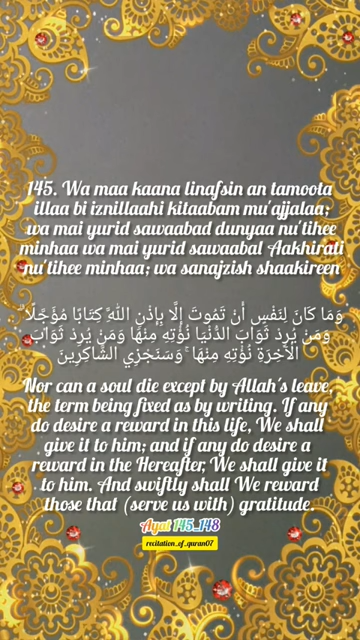 145. Wa maa kaana linafsin an tamoota
illaa bi iznillaahi kitaabam mu'ajjalaa;
wa mai yurid sawaabad dunyaa nu'tihee
minhaa wa mai yurid sawaabal Aakhirati
nu'tihee minhaa; wa sanajzish shaakireen
وَمَا كَانَ لِنَفْسٍ أَنْ تَمُوتَ إِلَّا بِإِذْنِ اللَّهِ كِتَابًا مُؤَجَّلًا ۗ
وَمَنْ يُرِدْ ثَوَابَ الدُّنْيَا نُؤْتِهِ مِنْهَا وَمَنْ يُرِدْ ثَوَابَ
الْآخِرَةِ نُؤْتِهِ مِنْهَا ۚ وَسَنَجْزِي الشَّاكِرِينَ
Nor can a soul die except by Allah's leave,
the term being fixed as by writing. If any
do desire a reward in this life, We shall
give it to him; and if any do desire a
reward in the Hereafter, We shall give it
to him. And swiftly shall We reward
those that (serve us with) gratitude.
Ayat 145_148
recitation_of_quran07